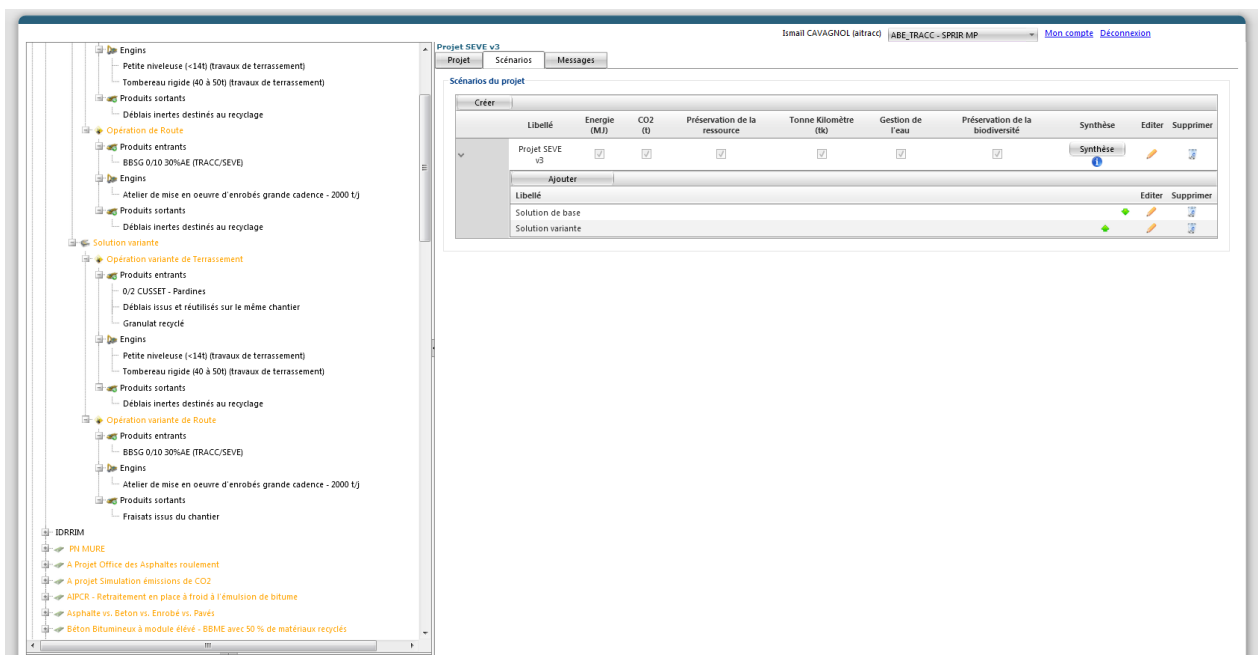 Ismail CAVAGNOL (aitracc) ABE_TRACC - SPRIR MP Mon compte Déconnexion
Engins
Petite niveleuse (<14t) (travaux de terrassement)
Tombereau rigide (40 à 50t) (travaux de terrassement)
Produits sortants
Déblais inertes destinés au recyclage
Opération de Route
Produits entrants
BBSG 0/10 30%AE (TRACC/SEVE)
Engins
Atelier de mise en oeuvre d'enrobés grande cadence - 2000 t/j
Produits sortants
Déblais inertes destinés au recyclage
Solution variante
Opération variante de Terrassement
Produits entrants
0/2 CUSSET - Pardines
Déblais issus et réutilisés sur le même chantier
Granulat recyclé
Engins
Petite niveleuse (<14t) (travaux de terrassement)
Tombereau rigide (40 à 50t) (travaux de terrassement)
Produits sortants
Déblais inertes destinés au recyclage
Opération variante de Route
Produits entrants
BBSG 0/10 30%AE (TRACC/SEVE)
Engins
Atelier de mise en oeuvre d'enrobés grande cadence - 2000 t/j
Produits sortants
Fraisats issus du chantier
IDRRIM
PN MURE
A Projet Office des Asphaltes roulement
A projet Simulation émissions de CO2
AIPCR - Retraitement en place à froid à l'émulsion de bitume
Asphalte vs. Beton vs. Enrobé vs. Pavés
Béton Bitumineux à module élevé - BBME avec 50 % de matériaux recyclés
Projet SEVE v3
Projet Scénarios Messages
Scénarios du projet
Créer
Libellé Energie (MJ) CO2 (t) Préservation de la ressource Tonne Kilomètre (tk) Gestion de l'eau Préservation de la biodiversité Synthèse Editer Supprimer
Projet SEVE v3 Synthèse
Ajouter
Libellé Editer Supprimer
Solution de base
Solution variante